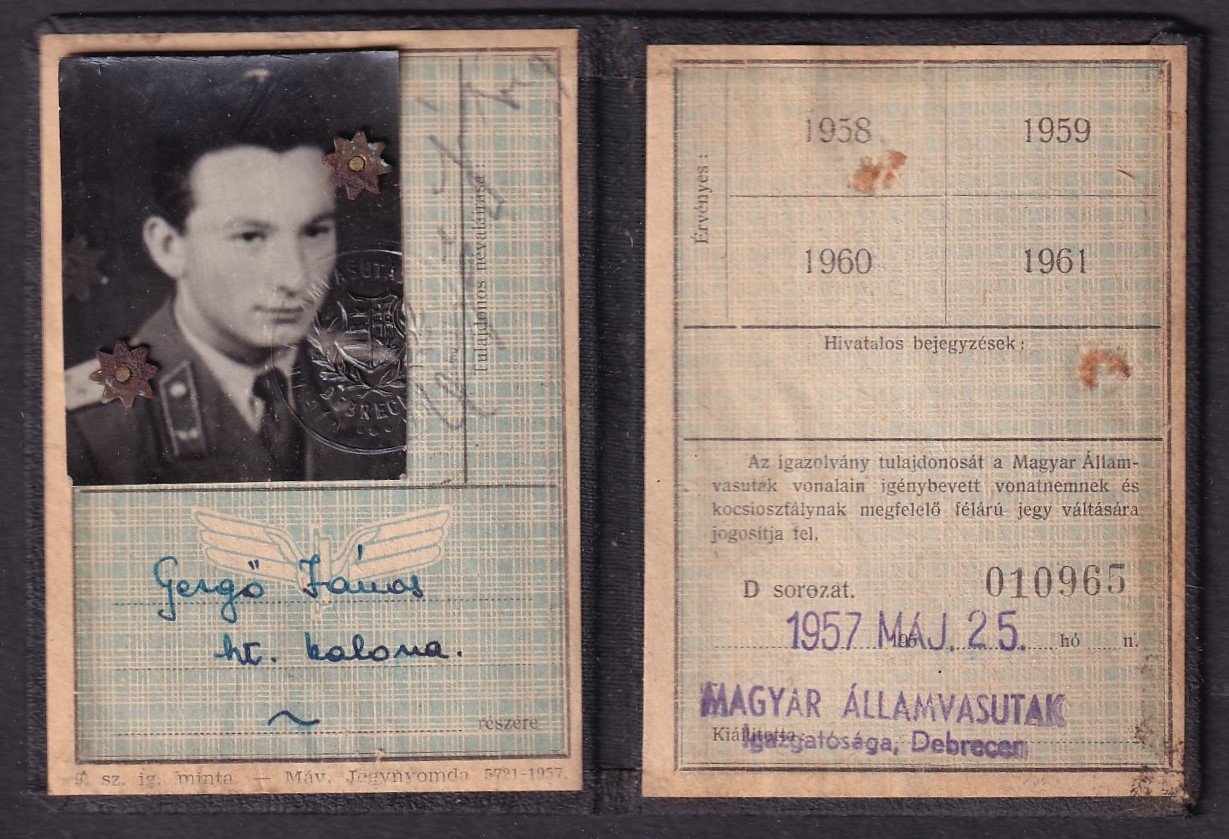 Tulajdonos névaláirása:
Gergő János
ht. katona.
~
részére
9. sz. ig. minta. — Máv. Jegynyomda 5721-1957.
Érvényes:
1958 1959
1960 1961
Hivatalos bejegyzések:
Az igazolvány tulajdonosát a Magyar Állam-
vasutak vonalain igénybevett vonatnemnek és
kocsiosztálynak megfelelő félárú jegy váltására
jogosítja fel.
D sorozat. 010965
1957 MÁJ. 25. hó n.
MAGYAR ÁLLAMVASUTAK
Kiállította:
Igazgatósága, Debrecen